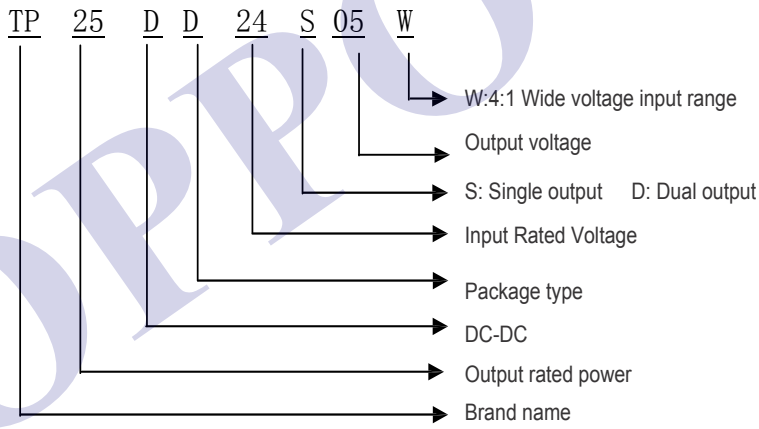 TP 25 D D 24 S 05 W
W:4:1 Wide voltage input range
Output voltage
S: Single output D: Dual output
Input Rated Voltage
Package type
DC-DC
Output rated power
Brand name